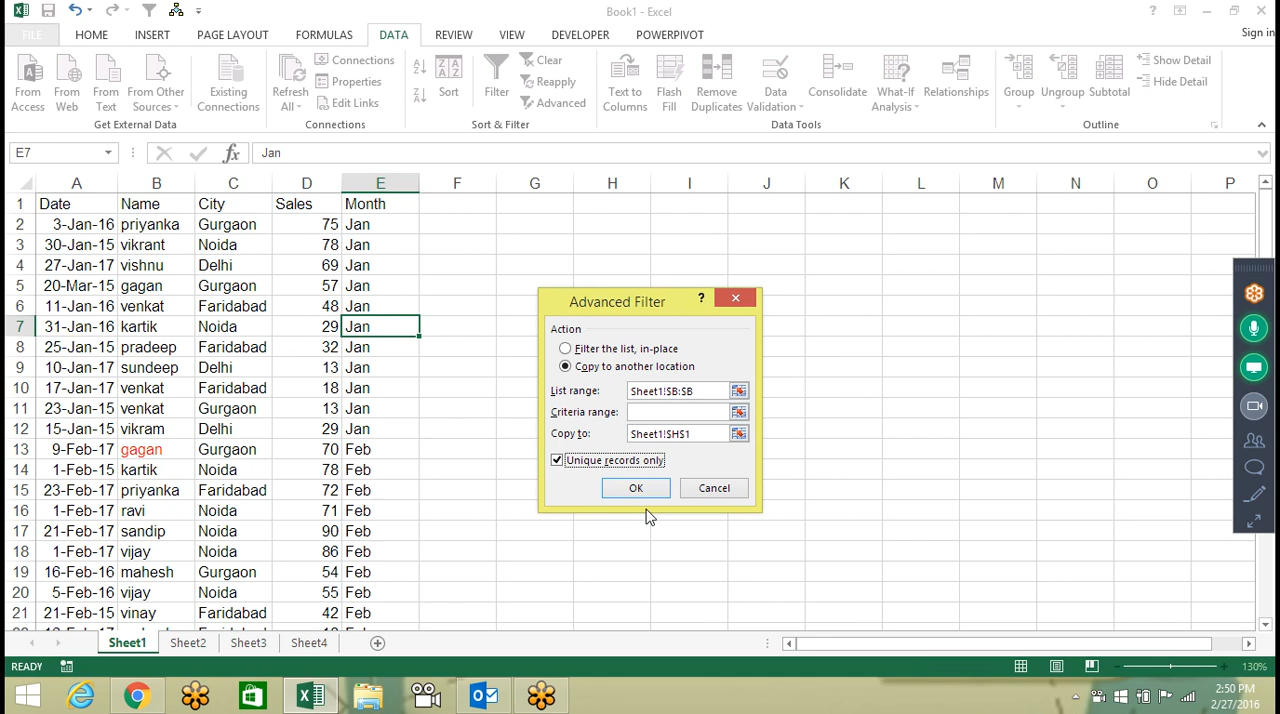 Book1 - Excel
FILE HOME INSERT PAGE LAYOUT FORMULAS DATA REVIEW VIEW DEVELOPER POWERPIVOT Sign in
From Access
From Web
From Text
From Other Sources
Existing Connections
Get External Data
Refresh All
Connections
Properties
Edit Links
Connections
Sort
Filter
Clear
Reapply
Advanced
Sort & Filter
Text to Columns
Flash Fill
Remove Duplicates
Data Validation
Consolidate
What-If Analysis
Relationships
Data Tools
Group
Ungroup
Subtotal
Show Detail
Hide Detail
Outline
E7 fx Jan
A B C D E F G H I J K L M N O P
1 Date Name City Sales Month
2 3-Jan-16 priyanka Gurgaon 75 Jan
3 30-Jan-15 vikrant Noida 78 Jan
4 27-Jan-17 vishnu Delhi 69 Jan
5 20-Mar-15 gagan Gurgaon 57 Jan
6 11-Jan-16 venkat Faridabad 48 Jan
7 31-Jan-16 kartik Noida 29 Jan
8 25-Jan-15 pradeep Faridabad 32 Jan
9 10-Jan-17 sundeep Delhi 13 Jan
10 17-Jan-17 venkat Faridabad 48 Jan
11 23-Jan-15 venkat Gurgaon 13 Jan
12 15-Jan-15 vikram Delhi 29 Jan
13 9-Feb-17 gagan Gurgaon 70 Feb
14 1-Feb-15 kartik Noida 78 Feb
15 23-Feb-17 priyanka Gurgaon 72 Feb
16 1-Feb-17 ravi Noida 71 Feb
17 21-Feb-17 sandip Noida 90 Feb
18 1-Feb-17 vijay Noida 86 Feb
19 16-Feb-17 mahesh Gurgaon 54 Feb
20 5-Feb-16 vijay Noida 55 Feb
21 21-Feb-15 vinay Faridabad 42 Feb
Advanced Filter ?
Action
Filter the list, in-place
Copy to another location
List range: Sheet1!$B:$B
Criteria range:
Copy to: Sheet1!$H$1
Unique records only
OK Cancel
Sheet1 Sheet2 Sheet3 Sheet4
READY 130%
2:50 PM
2/27/2016